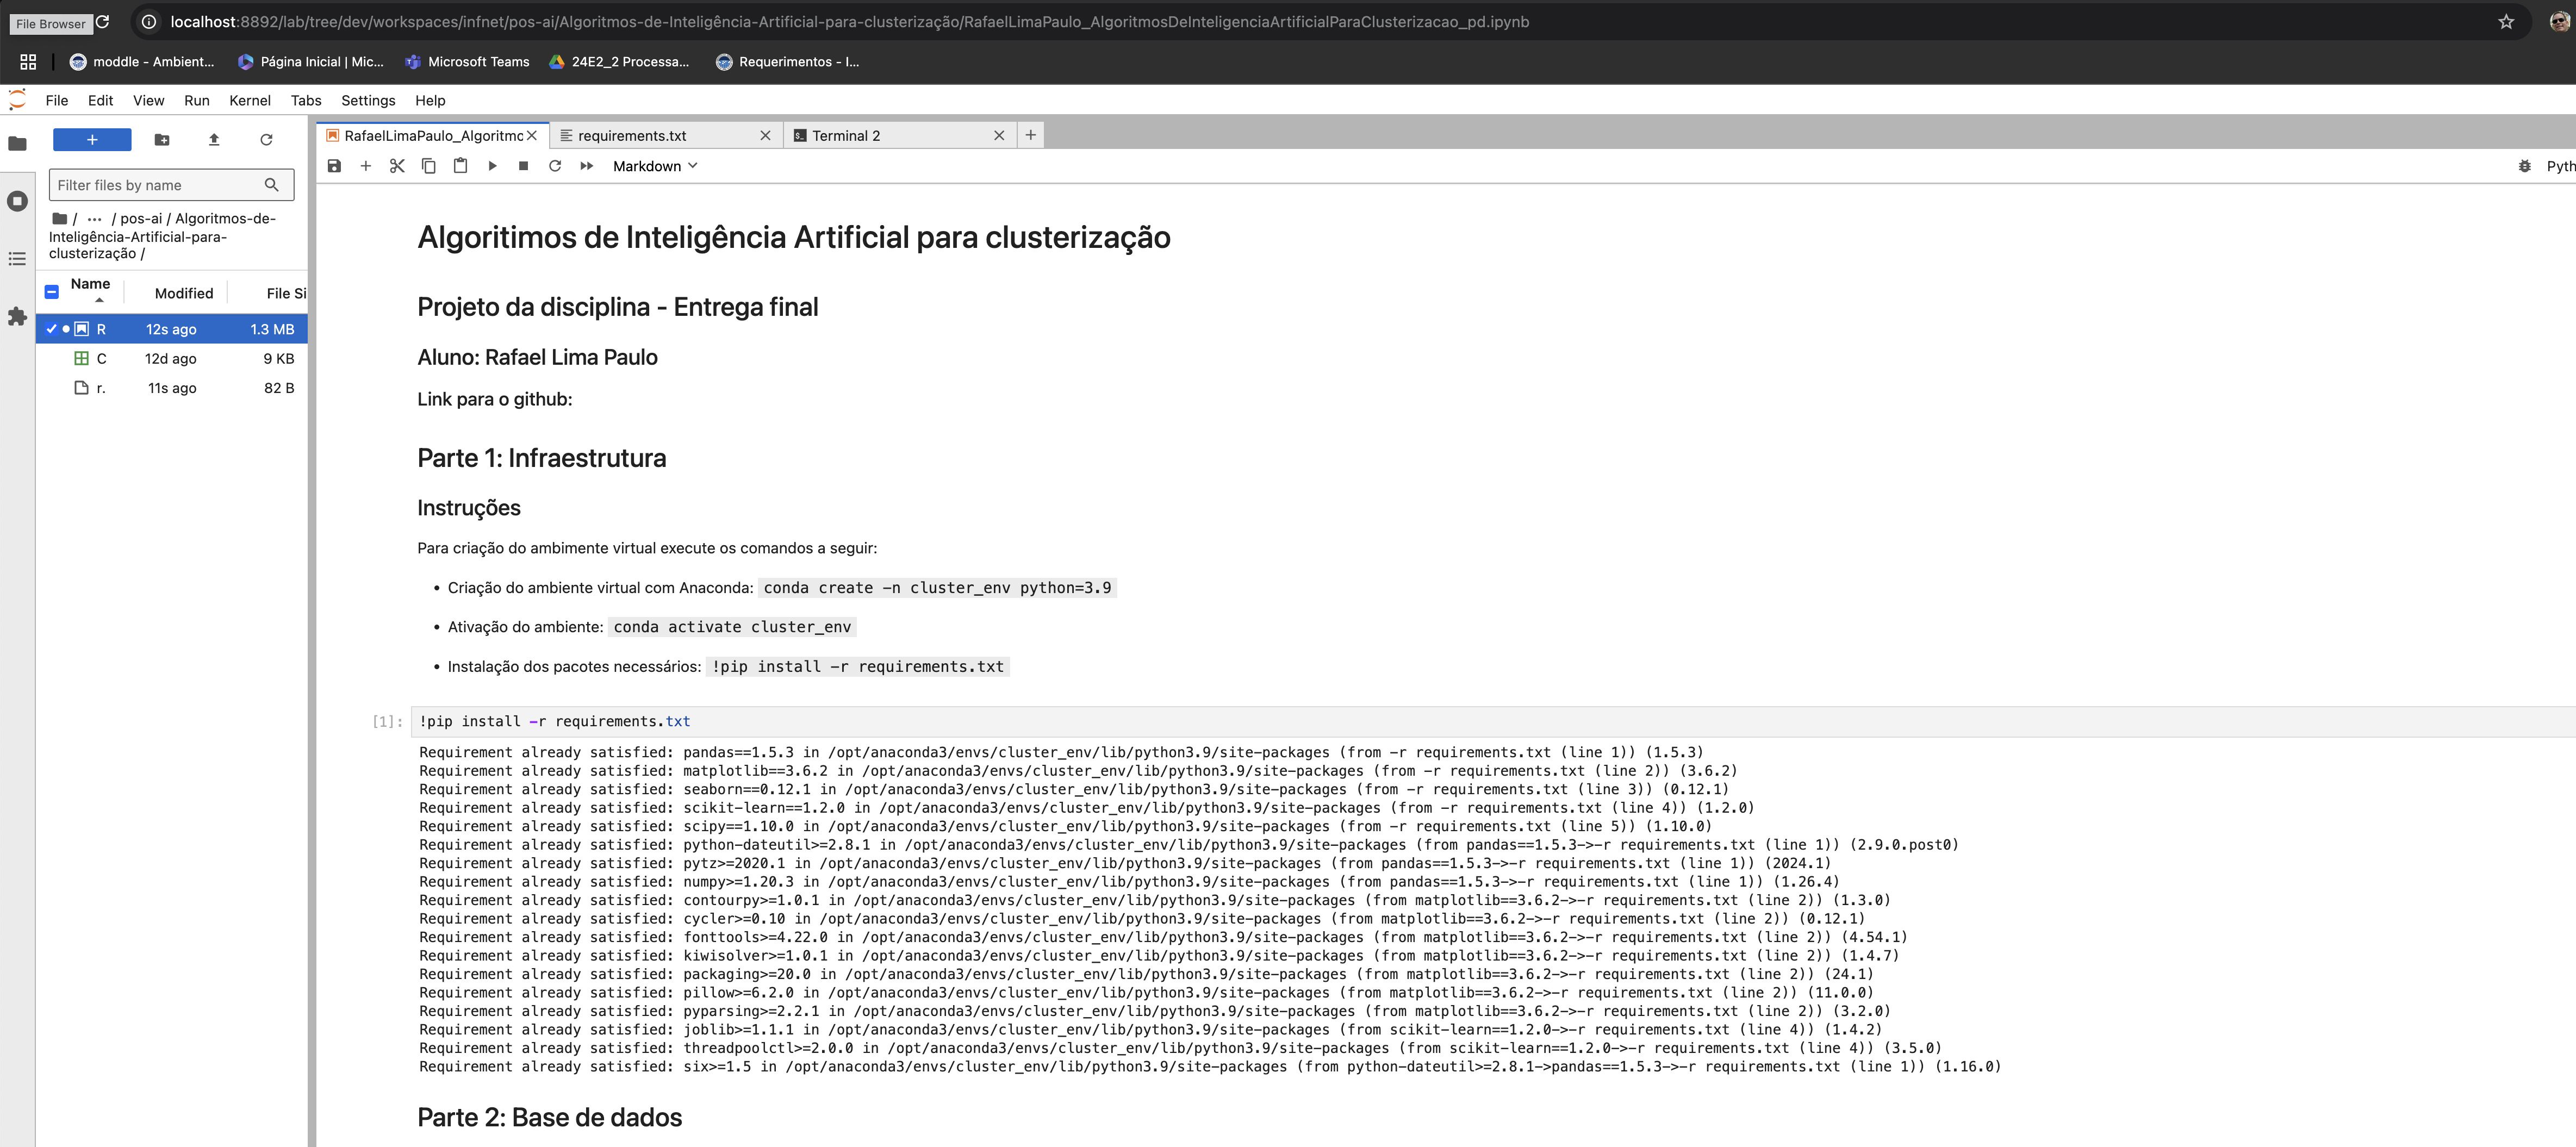 File Browser
localhost:8892/lab/tree/dev/workspaces/infnet/pos-ai/Algoritmos-de-Inteligência-Artificial-para-clusterização/RafaelLimaPaulo_AlgoritmosDeInteligenciaArtificialParaClusterizacao_pd.ipynb
moddle - Ambient...
Página Inicial | Mic...
Microsoft Teams
24E2_2 Processa...
Requerimentos - I...
File Edit View Run Kernel Tabs Settings Help
RafaelLimaPaulo_Algoritmo
requirements.txt
Terminal 2
Markdown
Pyth
Filter files by name
/ ··· / pos-ai / Algoritmos-de-
Inteligência-Artificial-para-
clusterização /
Name Modified File Si
R 12s ago 1.3 MB
C 12d ago 9 KB
r. 11s ago 82 B
Algoritimos de Inteligência Artificial para clusterização
Projeto da disciplina - Entrega final
Aluno: Rafael Lima Paulo
Link para o github:
Parte 1: Infraestrutura
Instruções
Para criação do ambimente virtual execute os comandos a seguir:
• Criação do ambiente virtual com Anaconda: conda create -n cluster_env python=3.9
• Ativação do ambiente: conda activate cluster_env
• Instalação dos pacotes necessários: !pip install -r requirements.txt
[1]: !pip install -r requirements.txt
Requirement already satisfied: pandas==1.5.3 in /opt/anaconda3/envs/cluster_env/lib/python3.9/site-packages (from -r requirements.txt (line 1)) (1.5.3)
Requirement already satisfied: matplotlib==3.6.2 in /opt/anaconda3/envs/cluster_env/lib/python3.9/site-packages (from -r requirements.txt (line 2)) (3.6.2)
Requirement already satisfied: seaborn==0.12.1 in /opt/anaconda3/envs/cluster_env/lib/python3.9/site-packages (from -r requirements.txt (line 3)) (0.12.1)
Requirement already satisfied: scikit-learn==1.2.0 in /opt/anaconda3/envs/cluster_env/lib/python3.9/site-packages (from -r requirements.txt (line 4)) (1.2.0)
Requirement already satisfied: scipy==1.10.0 in /opt/anaconda3/envs/cluster_env/lib/python3.9/site-packages (from -r requirements.txt (line 5)) (1.10.0)
Requirement already satisfied: python-dateutil>=2.8.1 in /opt/anaconda3/envs/cluster_env/lib/python3.9/site-packages (from pandas==1.5.3->-r requirements.txt (line 1)) (2.9.0.post0)
Requirement already satisfied: pytz>=2020.1 in /opt/anaconda3/envs/cluster_env/lib/python3.9/site-packages (from pandas==1.5.3->-r requirements.txt (line 1)) (2024.1)
Requirement already satisfied: numpy>=1.20.3 in /opt/anaconda3/envs/cluster_env/lib/python3.9/site-packages (from pandas==1.5.3->-r requirements.txt (line 1)) (1.26.4)
Requirement already satisfied: contourpy>=1.0.1 in /opt/anaconda3/envs/cluster_env/lib/python3.9/site-packages (from matplotlib==3.6.2->-r requirements.txt (line 2)) (1.3.0)
Requirement already satisfied: cycler>=0.10 in /opt/anaconda3/envs/cluster_env/lib/python3.9/site-packages (from matplotlib==3.6.2->-r requirements.txt (line 2)) (0.12.1)
Requirement already satisfied: fonttools>=4.22.0 in /opt/anaconda3/envs/cluster_env/lib/python3.9/site-packages (from matplotlib==3.6.2->-r requirements.txt (line 2)) (4.54.1)
Requirement already satisfied: kiwisolver>=1.0.1 in /opt/anaconda3/envs/cluster_env/lib/python3.9/site-packages (from matplotlib==3.6.2->-r requirements.txt (line 2)) (1.4.7)
Requirement already satisfied: packaging>=20.0 in /opt/anaconda3/envs/cluster_env/lib/python3.9/site-packages (from matplotlib==3.6.2->-r requirements.txt (line 2)) (24.1)
Requirement already satisfied: pillow>=6.2.0 in /opt/anaconda3/envs/cluster_env/lib/python3.9/site-packages (from matplotlib==3.6.2->-r requirements.txt (line 2)) (11.0.0)
Requirement already satisfied: pyparsing>=2.2.1 in /opt/anaconda3/envs/cluster_env/lib/python3.9/site-packages (from matplotlib==3.6.2->-r requirements.txt (line 2)) (3.2.0)
Requirement already satisfied: joblib>=1.1.1 in /opt/anaconda3/envs/cluster_env/lib/python3.9/site-packages (from scikit-learn==1.2.0->-r requirements.txt (line 4)) (1.4.2)
Requirement already satisfied: threadpoolctl>=2.0.0 in /opt/anaconda3/envs/cluster_env/lib/python3.9/site-packages (from scikit-learn==1.2.0->-r requirements.txt (line 4)) (3.5.0)
Requirement already satisfied: six>=1.5 in /opt/anaconda3/envs/cluster_env/lib/python3.9/site-packages (from python-dateutil>=2.8.1->pandas==1.5.3->-r requirements.txt (line 1)) (1.16.0)
Parte 2: Base de dados